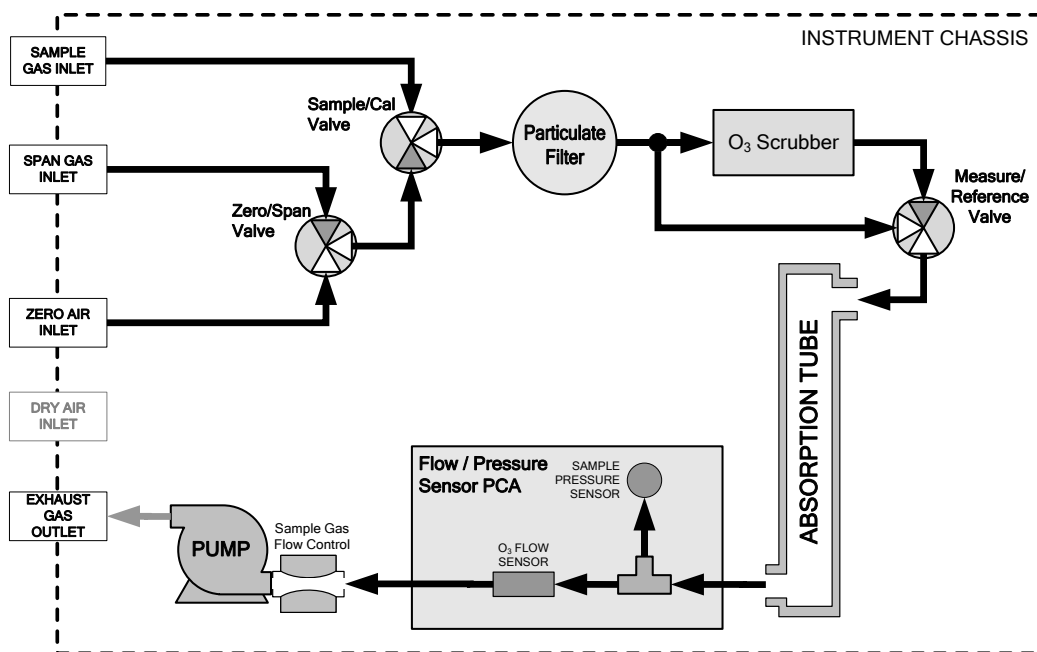 INSTRUMENT CHASSIS
SAMPLE
GAS INLET
Sample/Cal
Valve
Particulate
Filter
O₃ Scrubber
SPAN GAS
INLET
Measure/
Reference
Valve
Zero/Span
Valve
ZERO AIR
INLET
ABSORPTION TUBE
DRY AIR
INLET
Flow / Pressure
Sensor PCA
SAMPLE
PRESSURE
SENSOR
EXHAUST
GAS
OUTLET
PUMP
Sample Gas
Flow Control
O₃ FLOW
SENSOR